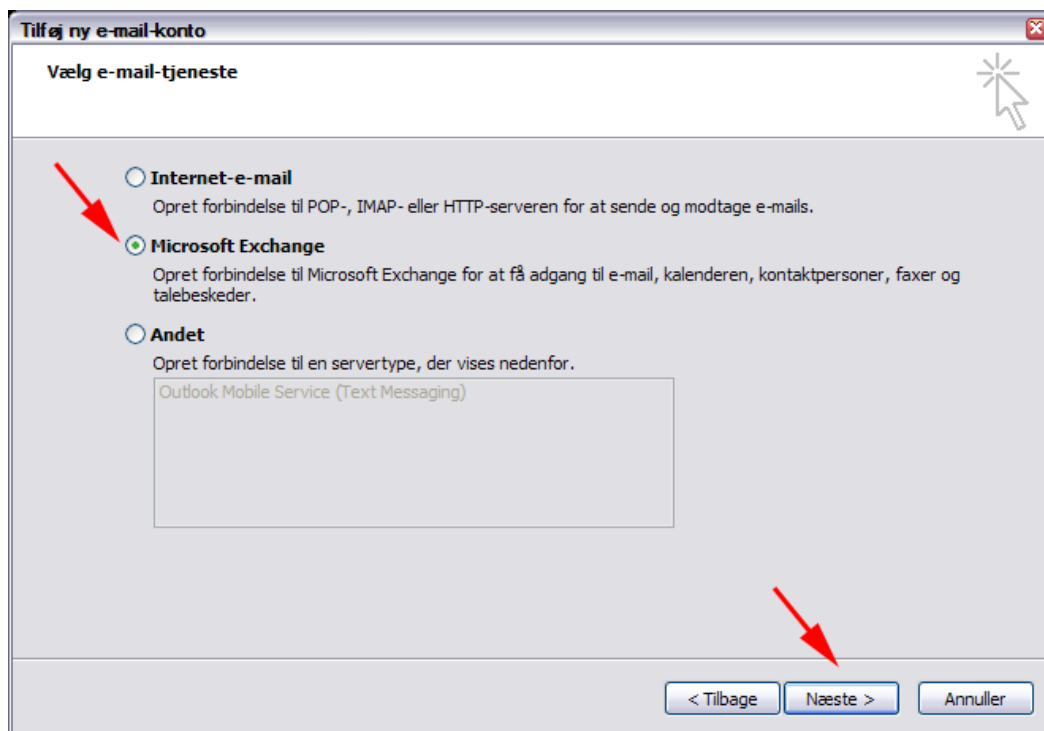 Tilføj ny e-mail-konto
Vælg e-mail-tjeneste
Internet-e-mail
Opret forbindelse til POP-, IMAP- eller HTTP-serveren for at sende og modtage e-mails.
Microsoft Exchange
Opret forbindelse til Microsoft Exchange for at få adgang til e-mail, kalenderen, kontaktpersoner, faxer og
talebeskeder.
Andet
Opret forbindelse til en servertype, der vises nedenfor.
Outlook Mobile Service (Text Messaging)
< Tilbage
Næste >
Annuller